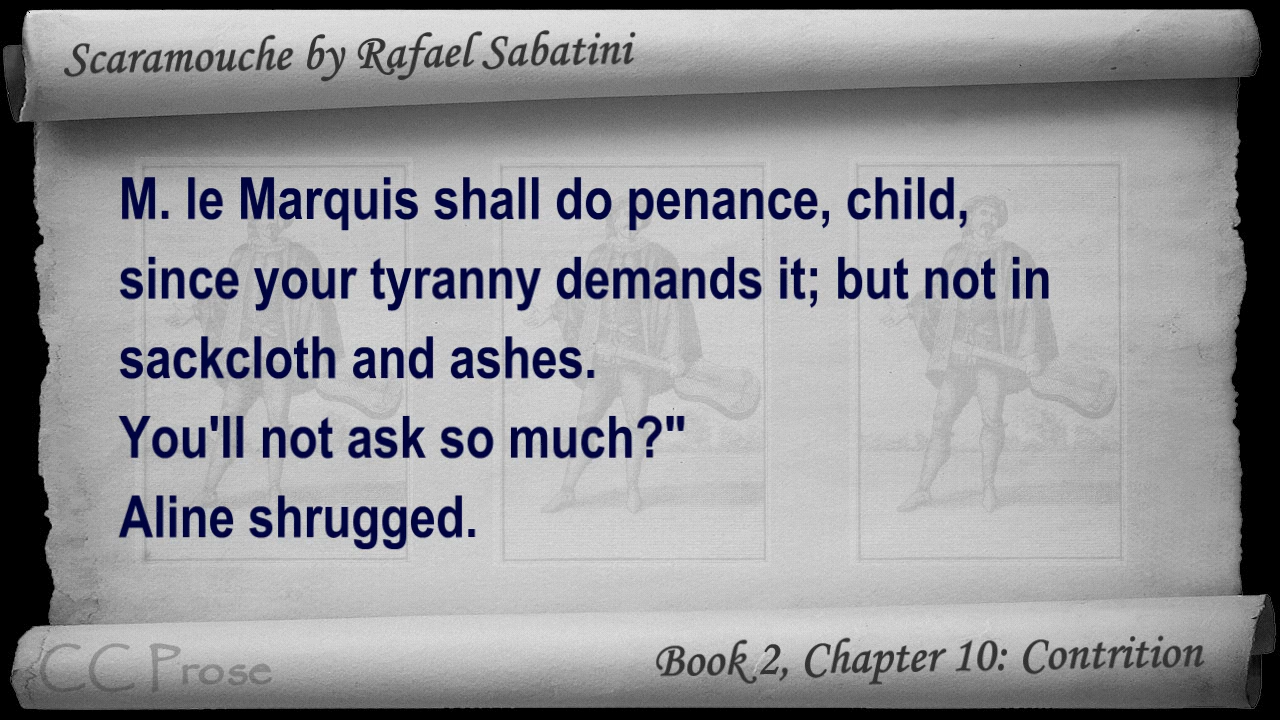 Scaramouche by Rafael Sabatini
M. le Marquis shall do penance, child,
since your tyranny demands it; but not in
sackcloth and ashes.
You'll not ask so much?"
Aline shrugged.
CC Prose
Book 2, Chapter 10: Contrition